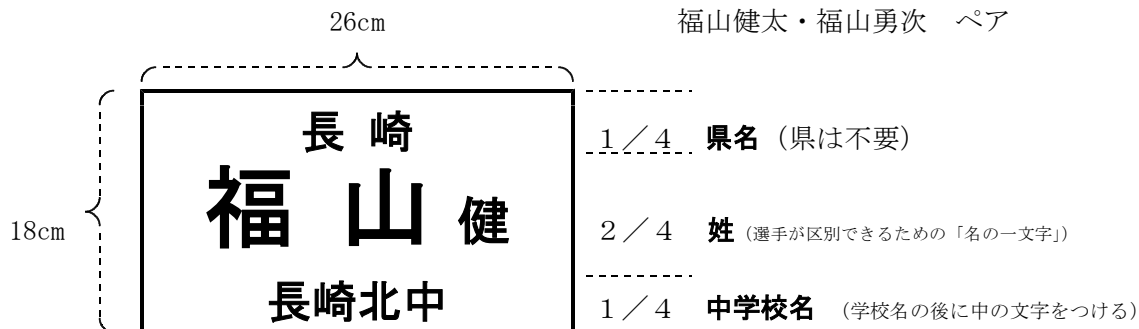 26cm
福山健太・福山勇次　ペア
長 崎
1／4 県名（県は不要）
福 山 健
18cm
2／4 姓（選手が区別できるための「名の一文字」）
長崎北中
1／4 中学校名 （学校名の後に中の文字をつける）